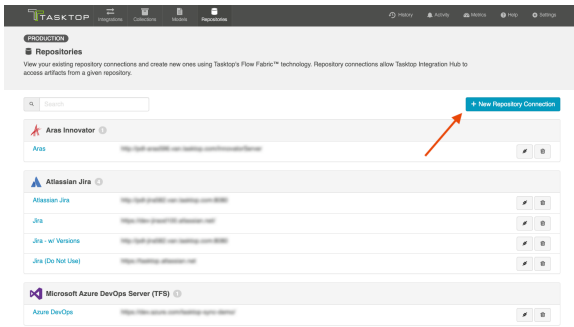 TASKTOP
Integrations Collections Models Repositories History Activity Metrics Help Settings
PRODUCTION
Repositories
View your existing repository connections and create new ones using Tasktop's Flow Fabric™ technology. Repository connections allow Tasktop Integration Hub to
access artifacts from a given repository.
Search
+ New Repository Connection
Aras Innovator 1
Aras
Atlassian Jira 4
Atlassian Jira
Jira
Jira - w/ Versions
Jira (Do Not Use)
Microsoft Azure DevOps Server (TFS) 1
Azure DevOps